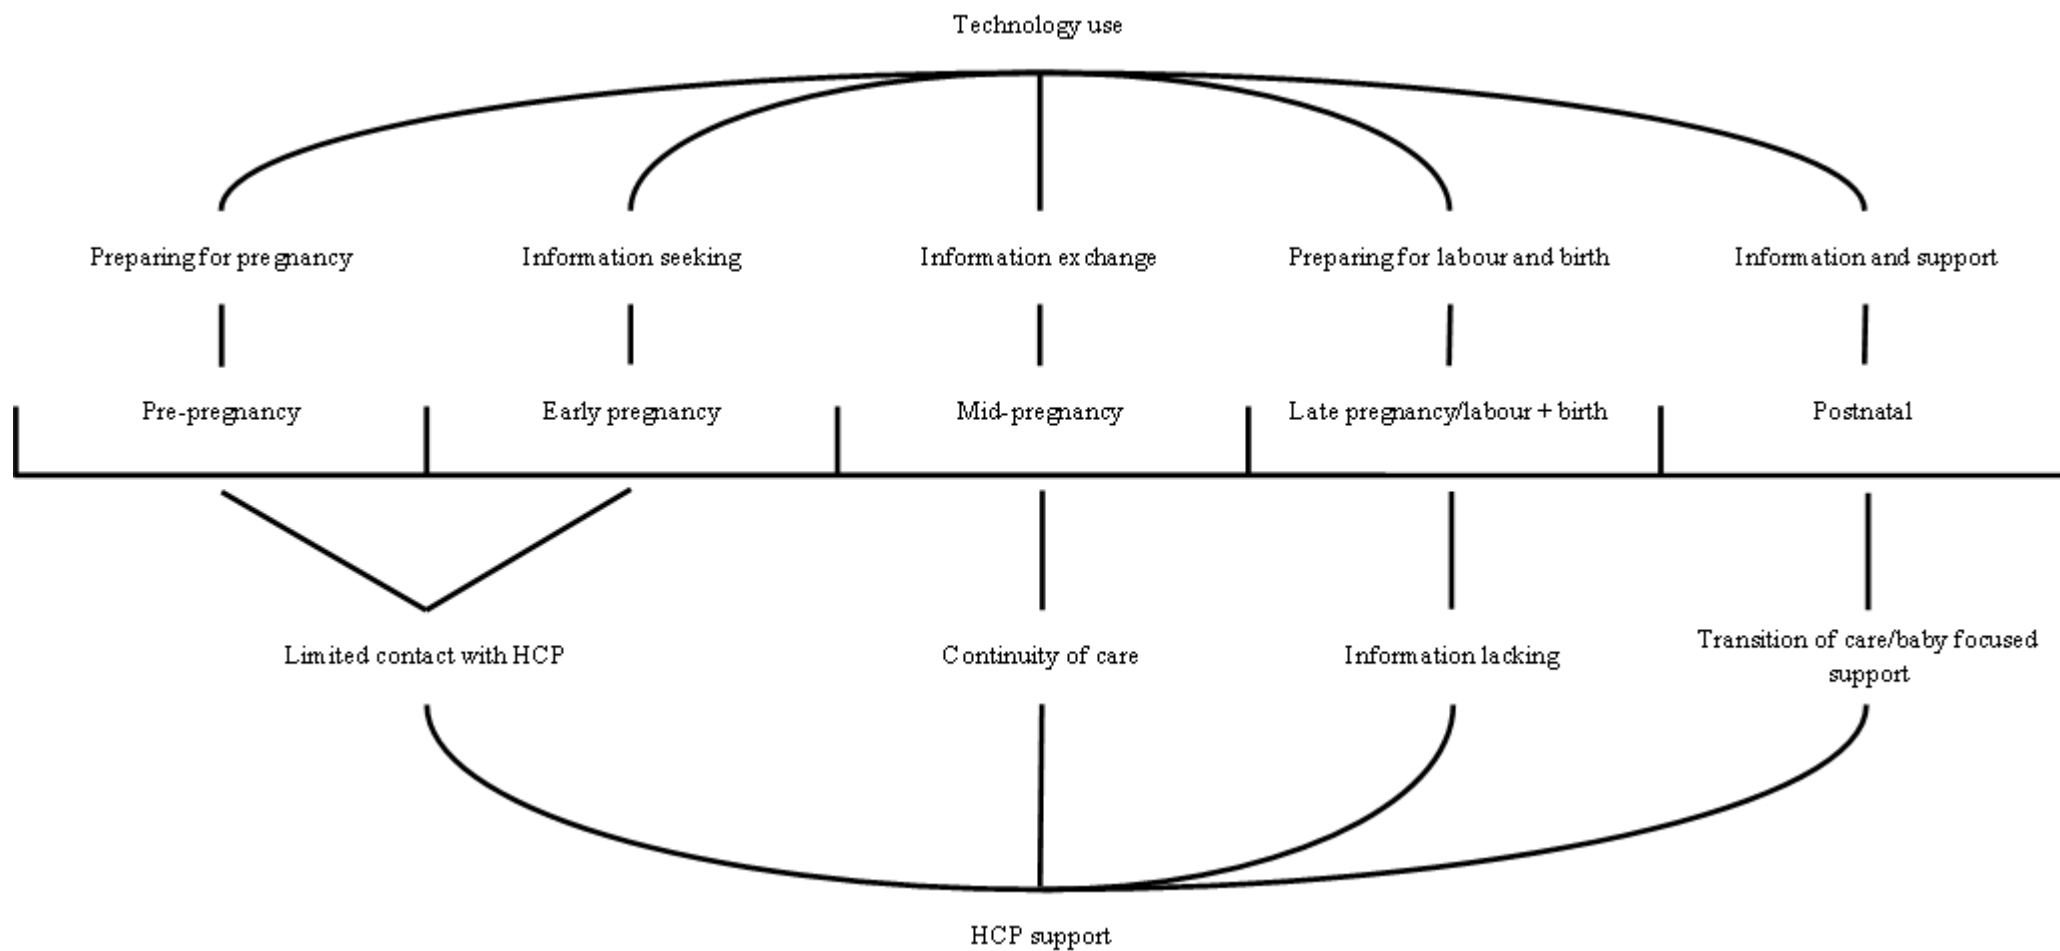 Technology use
Preparing for pregnancy
Information seeking
Information exchange
Preparing for labour and birth
Information and support
Pre-pregnancy
Early pregnancy
Mid-pregnancy
Late pregnancy/labour + birth
Postnatal
Limited contact with HCP
Continuity of care
Information lacking
Transition of care/baby focused
support
HCP support